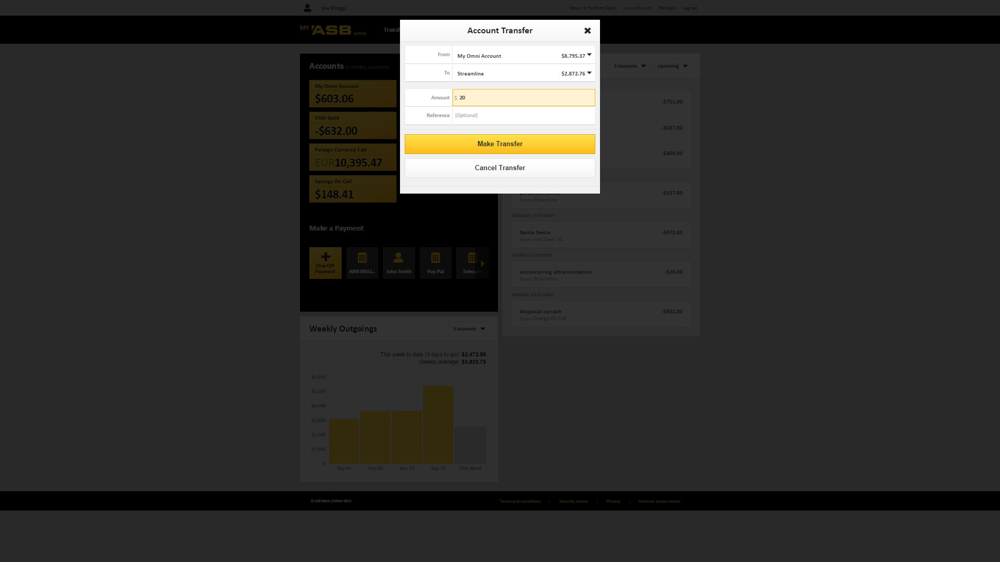 Joe Bloggs
Return to FastNet Classic www.asb.co.nz Feedback Log out
MY ASB ALPHA
Transf
Account Transfer
From My Omni Account $8,795.37
To Streamline $2,872.76
Amount $ 20
Reference (Optional)
Make Transfer
Cancel Transfer
Accounts (7 hidden accounts)
My Omni Account
$603.06
VISA Gold
-$632.00
Foreign Currency Call
EUR10,395.47
Savings On Call
$148.41
Make a Payment
One-Off Payment
ARN INSU...
John Smith
Pay Pal
Teleco
3 Accounts Upcoming
-$751.00
-$587.00
-$408.00
-$337.00
From Streamline
Saturday 11 October
fancia fancia -$972.00
From Fast Saver 50
Sunday 12 October
unconcurring ultramontanism -$20.00
From Streamline
Monday 13 October
dropsical currach -$902.00
From Savings On Call
Weekly Outgoings 5 Accounts
This week to date (3 days to go): $2,472.00
Weekly average: $3,825.75
$6,000
$5,000
$4,000
$3,000
$2,000
$1,000
0
Sep 01 Sep 08 Sep 15 Sep 22 This Week
© ASB Bank Limited 2014
Terms and conditions | Security advice | Privacy | Internet access terms